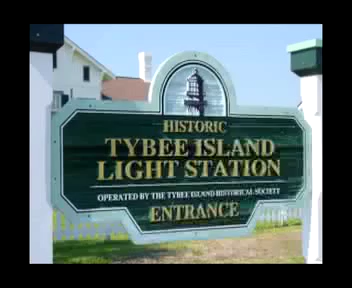 HISTORIC
TYBEE ISLAND
LIGHT STATION
OPERATED BY THE TYBEE ISLAND HISTORICAL SOCIETY
ENTRANCE